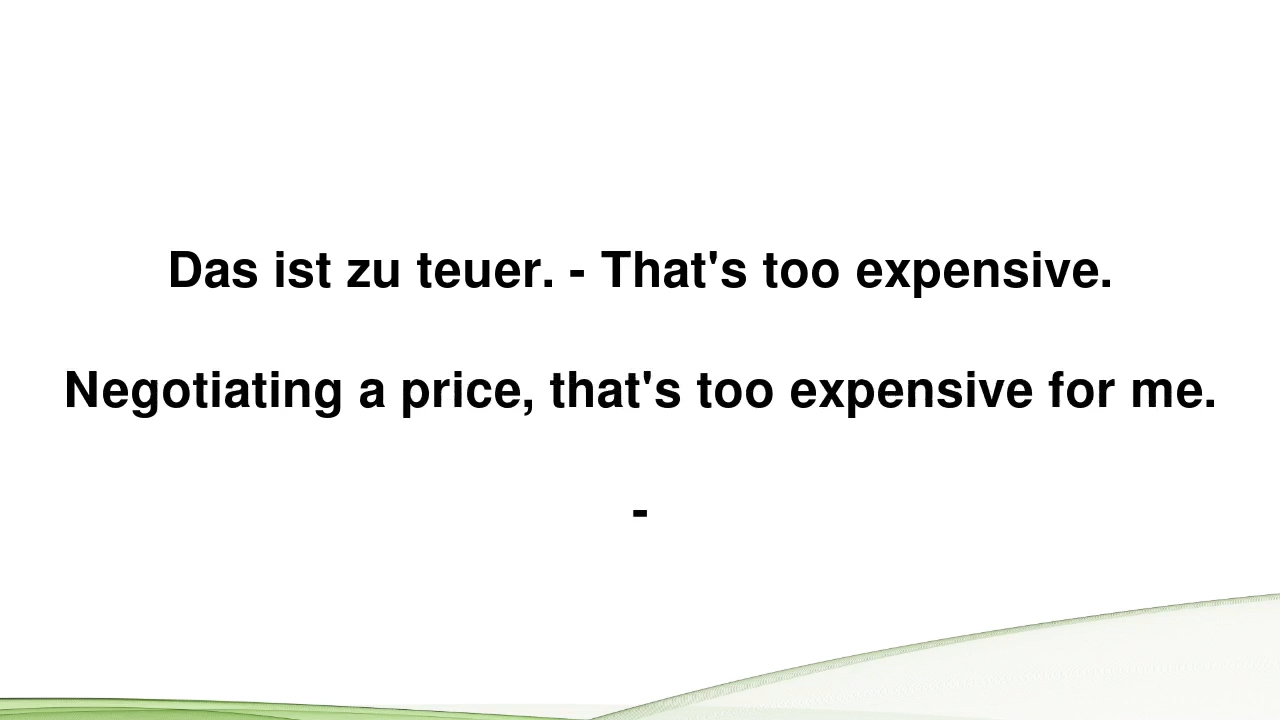 Das ist zu teuer. - That's too expensive.
Negotiating a price, that's too expensive for me.
-